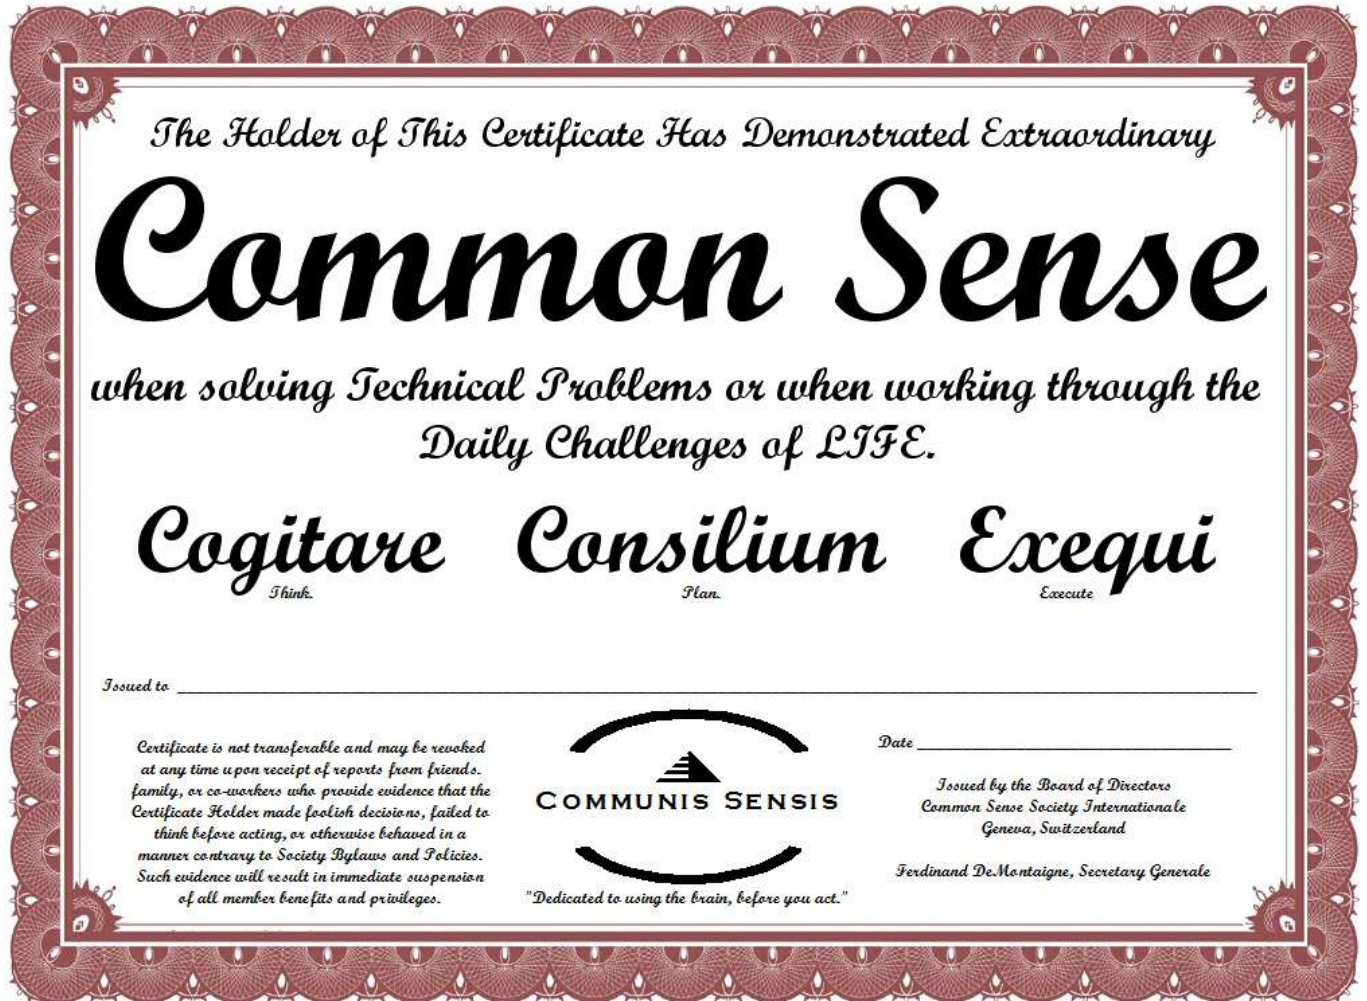 The Holder of This Certificate Has Demonstrated Extraordinary
Common Sense
when solving Technical Problems or when working through the
Daily Challenges of LIFE.
Cogitare Consilium Exequi
Think. Plan. Execute
Issued to
Certificate is not transferable and may be revoked
at any time upon receipt of reports from friends.
family, or co-workers who provide evidence that the
Certificate Holder made foolish decisions, failed to
think before acting, or otherwise behaved in a
manner contrary to Society Bylaws and Policies.
Such evidence will result in immediate suspension
of all member benefits and privileges.
COMMUNIS SENSIS
"Dedicated to using the brain, before you act."
Date
Issued by the Board of Directors
Common Sense Society Internationale
Geneva, Switzerland
Ferdinand DeMontaigne, Secretary Generale